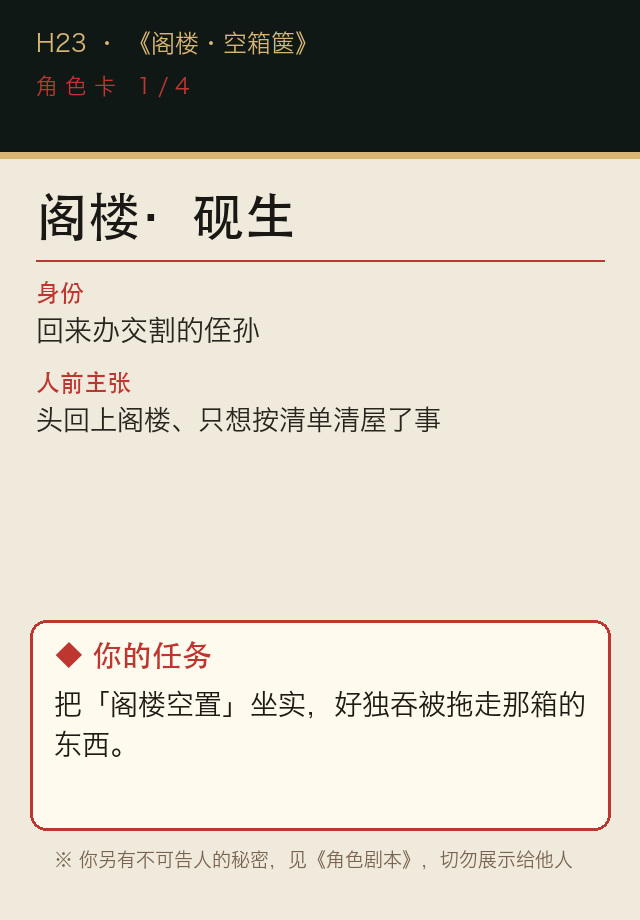 H23 · 《阁楼·空箱箧》
角色卡 1/4
阁楼· 砚生
身份
回来办交割的侄孙
人前主张
头回上阁楼、只想按清单清屋了事
◆ 你的任务
把「阁楼空置」坐实，好独吞被拖走那箱的
东西。
※ 你另有不可告人的秘密，见《角色剧本》，切勿展示给他人